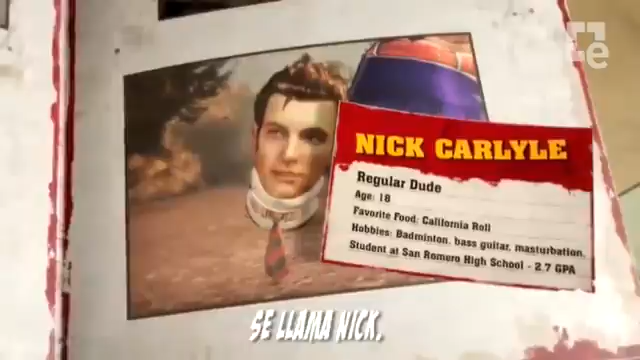 e
NICK CARLYLE
Regular Dude
Age: 18
Favorite Food: California Roll
Hobbies: Badminton, bass guitar, masturbation.
Student at San Romero High School - 2.7 GPA
SE LLAMA NICK.